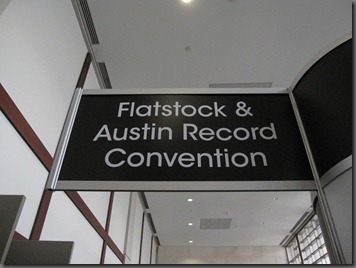 Flatstock &
Austin Record
Convention